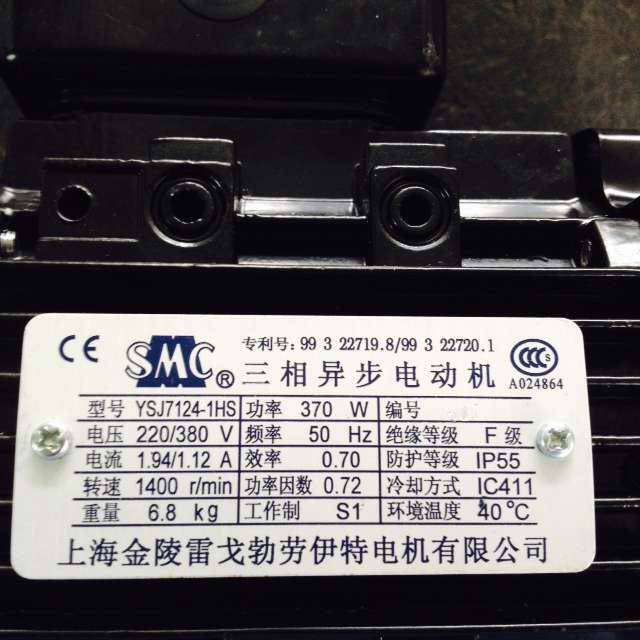 CE SMC® 专利号: 99 3 22719.8/99 3 22720.1 CCC S
三相异步电动机 A024864
型号 YSJ7124-1HS 功率 370 W 编号
电压 220/380 V 频率 50 Hz 绝缘等级 F 级
电流 1.94/1.12 A 效率 0.70 防护等级 IP55
转速 1400 r/min 功率因数 0.72 冷却方式 IC411
重量 6.8 kg 工作制 S1 环境温度 40°C
上海金陵雷戈勃劳伊特电机有限公司